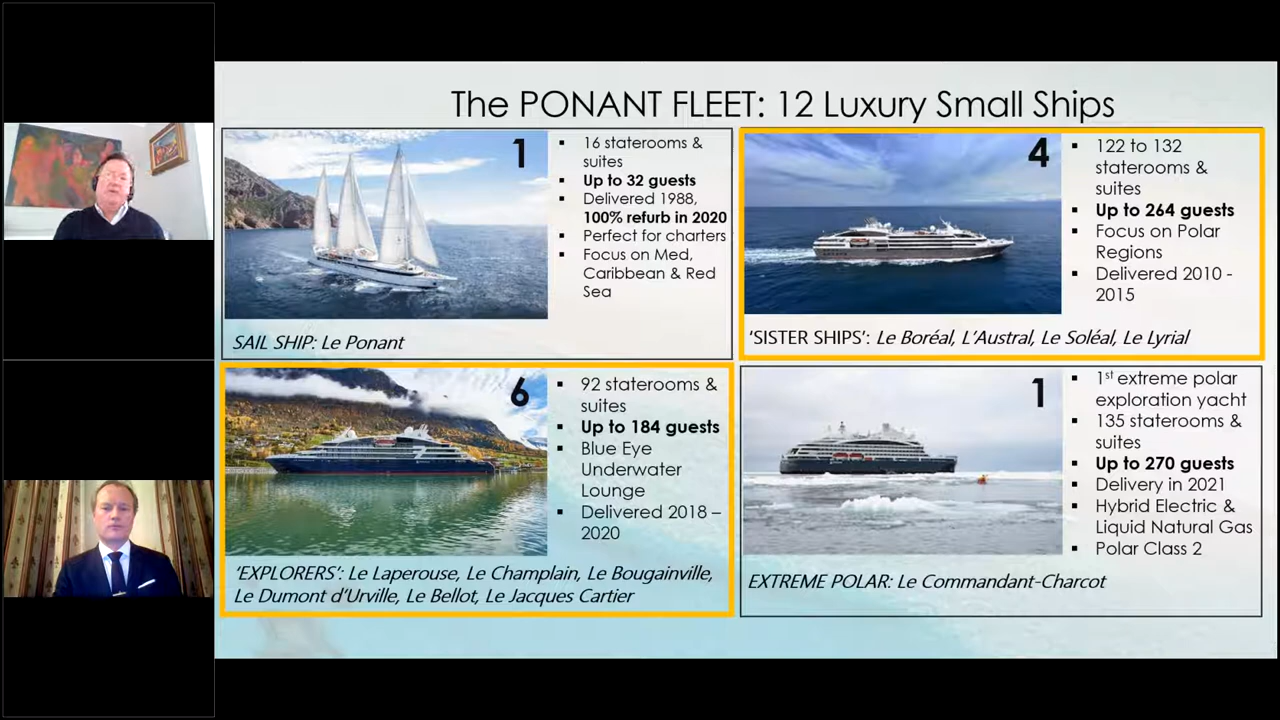 The PONANT FLEET: 12 Luxury Small Ships
1
▪ 16 staterooms &
suites
▪ Up to 32 guests
▪ Delivered 1988,
100% refurb in 2020
▪ Perfect for charters
▪ Focus on Med,
Caribbean & Red
Sea
SAIL SHIP: Le Ponant
4
▪ 122 to 132
staterooms &
suites
▪ Up to 264 guests
▪ Focus on Polar
Regions
▪ Delivered 2010 -
2015
‘SISTER SHIPS’: Le Boréal, L’Austral, Le Soléal, Le Lyrial
6
▪ 92 staterooms &
suites
▪ Up to 184 guests
▪ Blue Eye
Underwater
Lounge
▪ Delivered 2018 –
2020
‘EXPLORERS’: Le Laperouse, Le Champlain, Le Bougainville,
Le Dumont d’Urville, Le Bellot, Le Jacques Cartier
1
▪ 1st extreme polar
exploration yacht
▪ 135 staterooms &
suites
▪ Up to 270 guests
▪ Delivery in 2021
▪ Hybrid Electric &
Liquid Natural Gas
▪ Polar Class 2
EXTREME POLAR: Le Commandant-Charcot